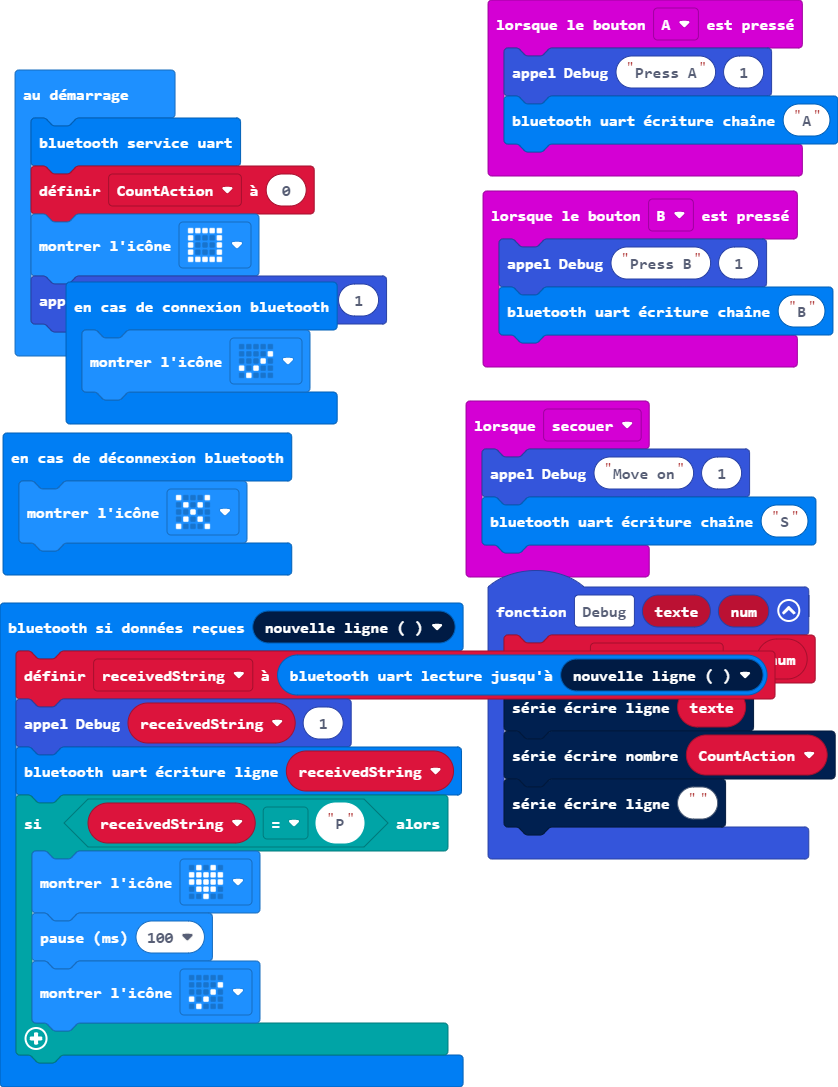 au démarrage
bluetooth service uart
définir CountAction à 0
montrer l'icône
app 1
en cas de connexion bluetooth
montrer l'icône
en cas de déconnexion bluetooth
montrer l'icône
bluetooth si données reçues nouvelle ligne ( )
définir receivedString à bluetooth uart lecture jusqu'à nouvelle ligne ( )
appel Debug receivedString 1
bluetooth uart écriture ligne receivedString
si receivedString = "P" alors
montrer l'icône
pause (ms) 100
montrer l'icône
lorsque le bouton A est pressé
appel Debug "Press A" 1
bluetooth uart écriture chaîne "A"
lorsque le bouton B est pressé
appel Debug "Press B" 1
bluetooth uart écriture chaîne "B"
lorsque secouer
appel Debug "Move on" 1
bluetooth uart écriture chaîne "S"
fonction Debug texte num
série écrire ligne texte
série écrire nombre CountAction
série écrire ligne " "